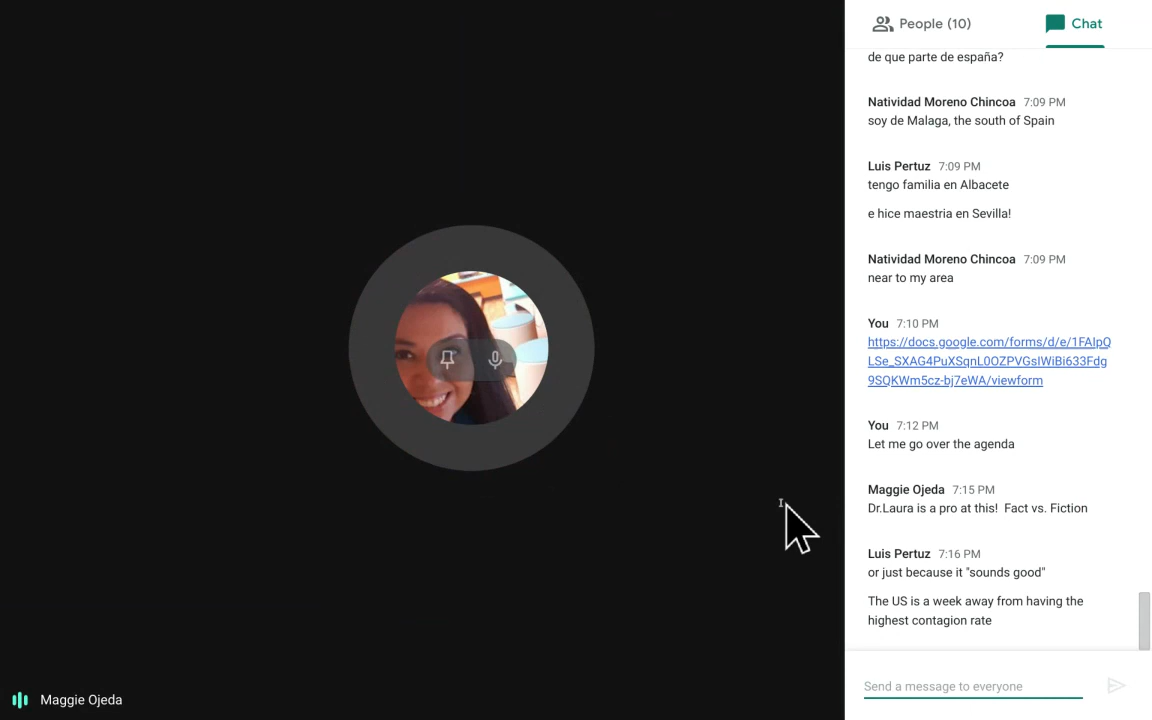 People (10)
Chat
de que parte de españa?
Natividad Moreno Chincoa 7:09 PM
soy de Malaga, the south of Spain
Luis Pertuz 7:09 PM
tengo familia en Albacete
e hice maestria en Sevilla!
Natividad Moreno Chincoa 7:09 PM
near to my area
You 7:10 PM
https://docs.google.com/forms/d/e/1FAIpQ
LSe_SXAG4PuXSqnL0OZPVGsIWiBi633Fdg
9SQKWm5cz-bj7eWA/viewform
You 7:12 PM
Let me go over the agenda
Maggie Ojeda 7:15 PM
Dr.Laura is a pro at this! Fact vs. Fiction
Luis Pertuz 7:16 PM
or just because it "sounds good"
The US is a week away from having the
highest contagion rate
Send a message to everyone
Maggie Ojeda